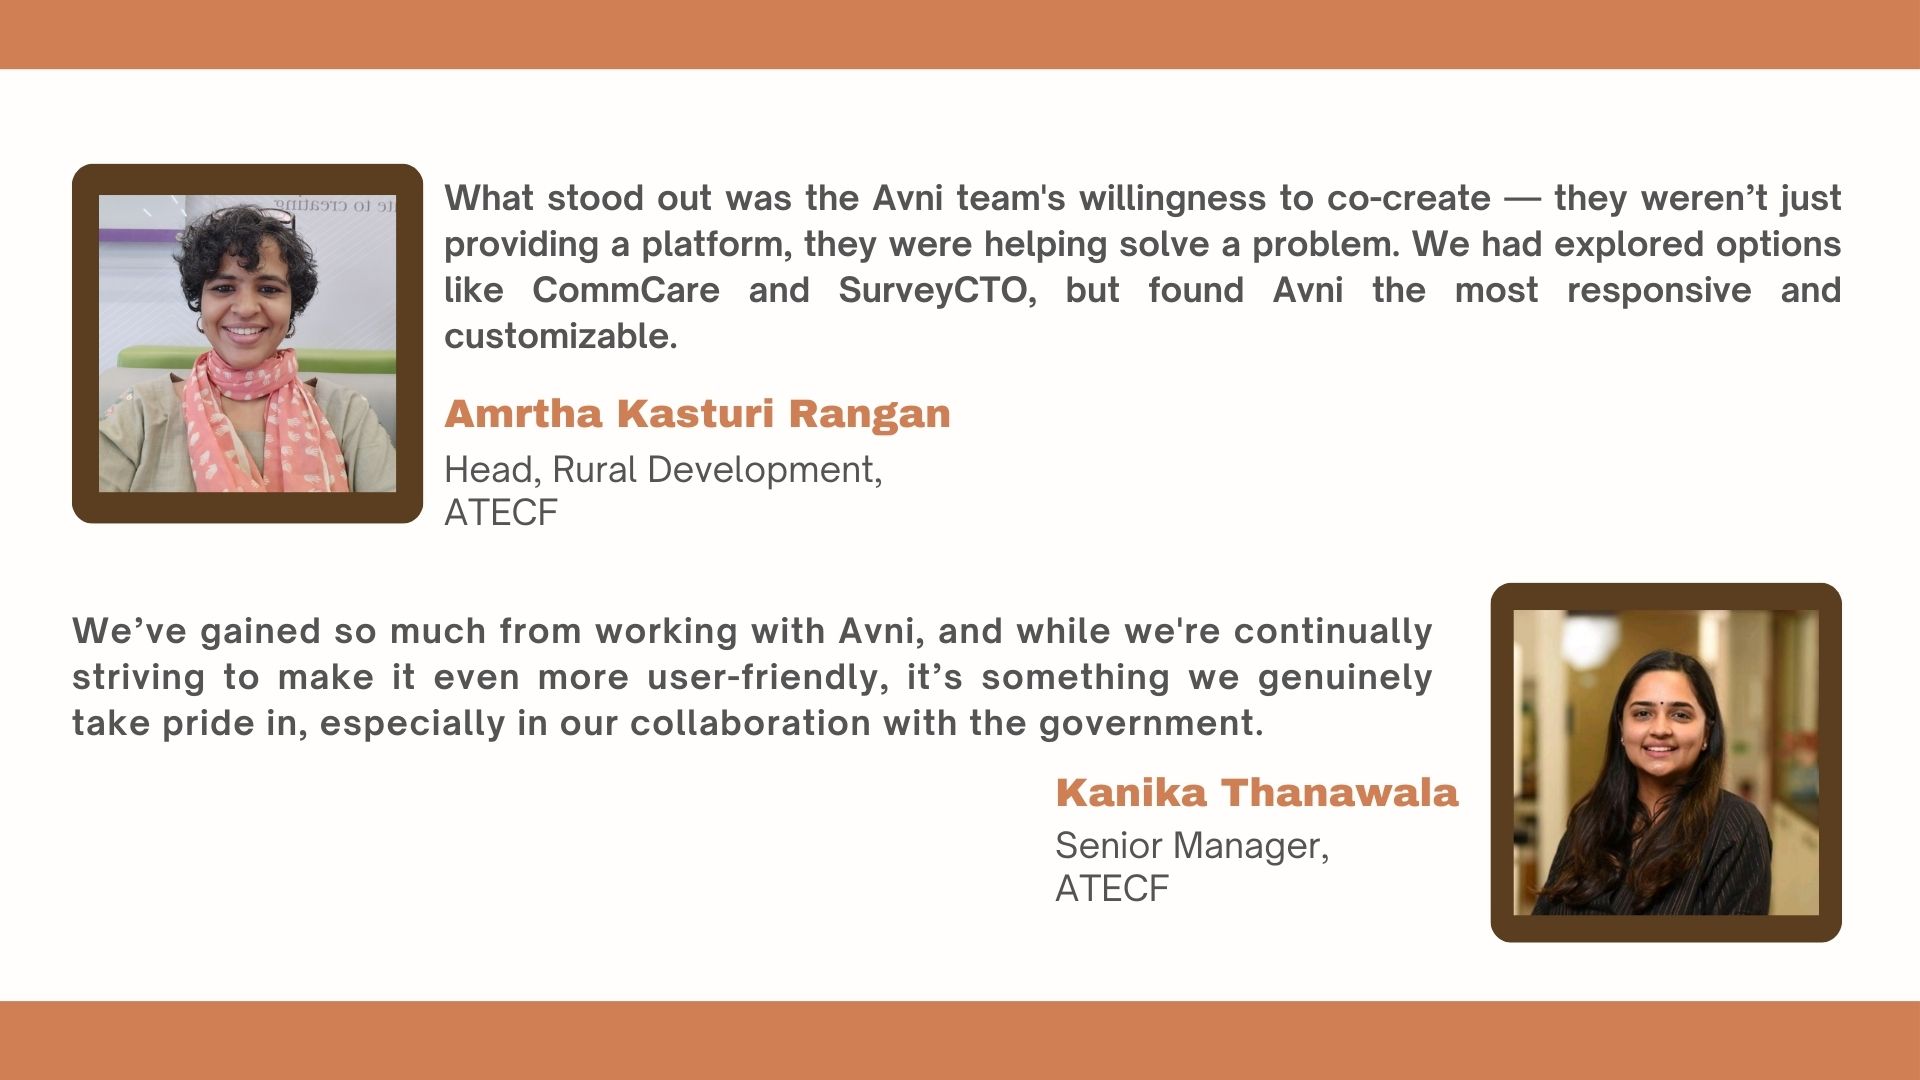 ate to creating
What stood out was the Avni team's willingness to co-create — they weren’t just
providing a platform, they were helping solve a problem. We had explored options
like CommCare and SurveyCTO, but found Avni the most responsive and
customizable.
Amrtha Kasturi Rangan
Head, Rural Development,
ATECF
We’ve gained so much from working with Avni, and while we're continually
striving to make it even more user-friendly, it’s something we genuinely
take pride in, especially in our collaboration with the government.
Kanika Thanawala
Senior Manager,
ATECF